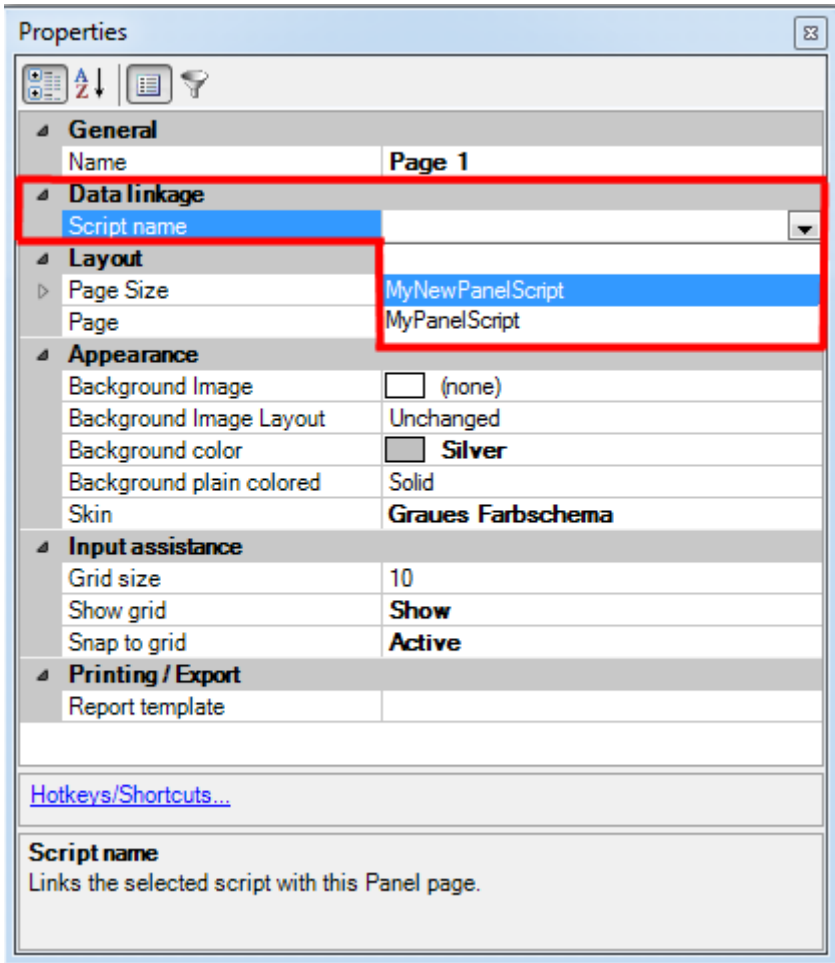 Properties
General
Name Page 1
Data linkage
Script name
Layout
Page Size MyNewPanelScript
Page MyPanelScript
Appearance
Background Image (none)
Background Image Layout Unchanged
Background color Silver
Background plain colored Solid
Skin Graues Farbschema
Input assistance
Grid size 10
Show grid Show
Snap to grid Active
Printing / Export
Report template
Hotkeys/Shortcuts...
Script name
Links the selected script with this Panel page.